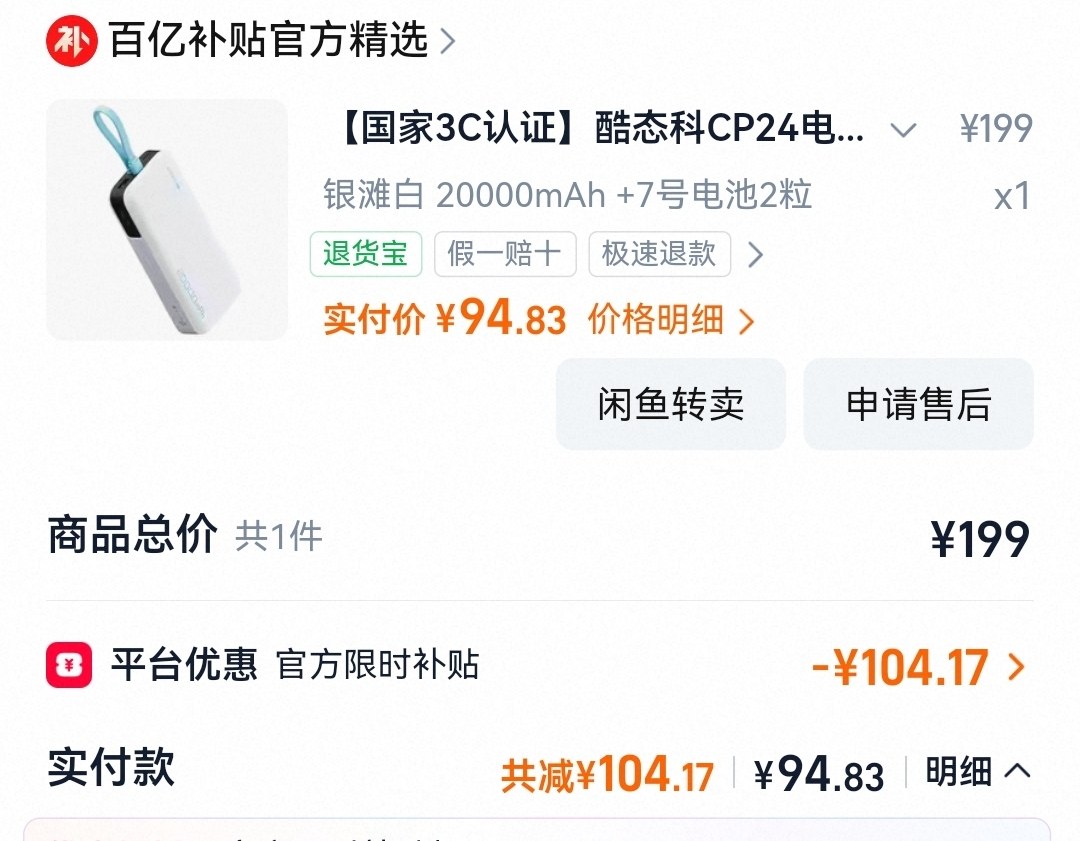 补 百亿补贴官方精选
【国家3C认证】酷态科CP24电... ¥199
银滩白 20000mAh +7号电池2粒 x1
退货宝 假一赔十 极速退款
实付价 ¥94.83 价格明细
闲鱼转卖 申请售后
商品总价 共1件 ¥199
平台优惠 官方限时补贴 -¥104.17
实付款 共减¥104.17 ¥94.83 明细